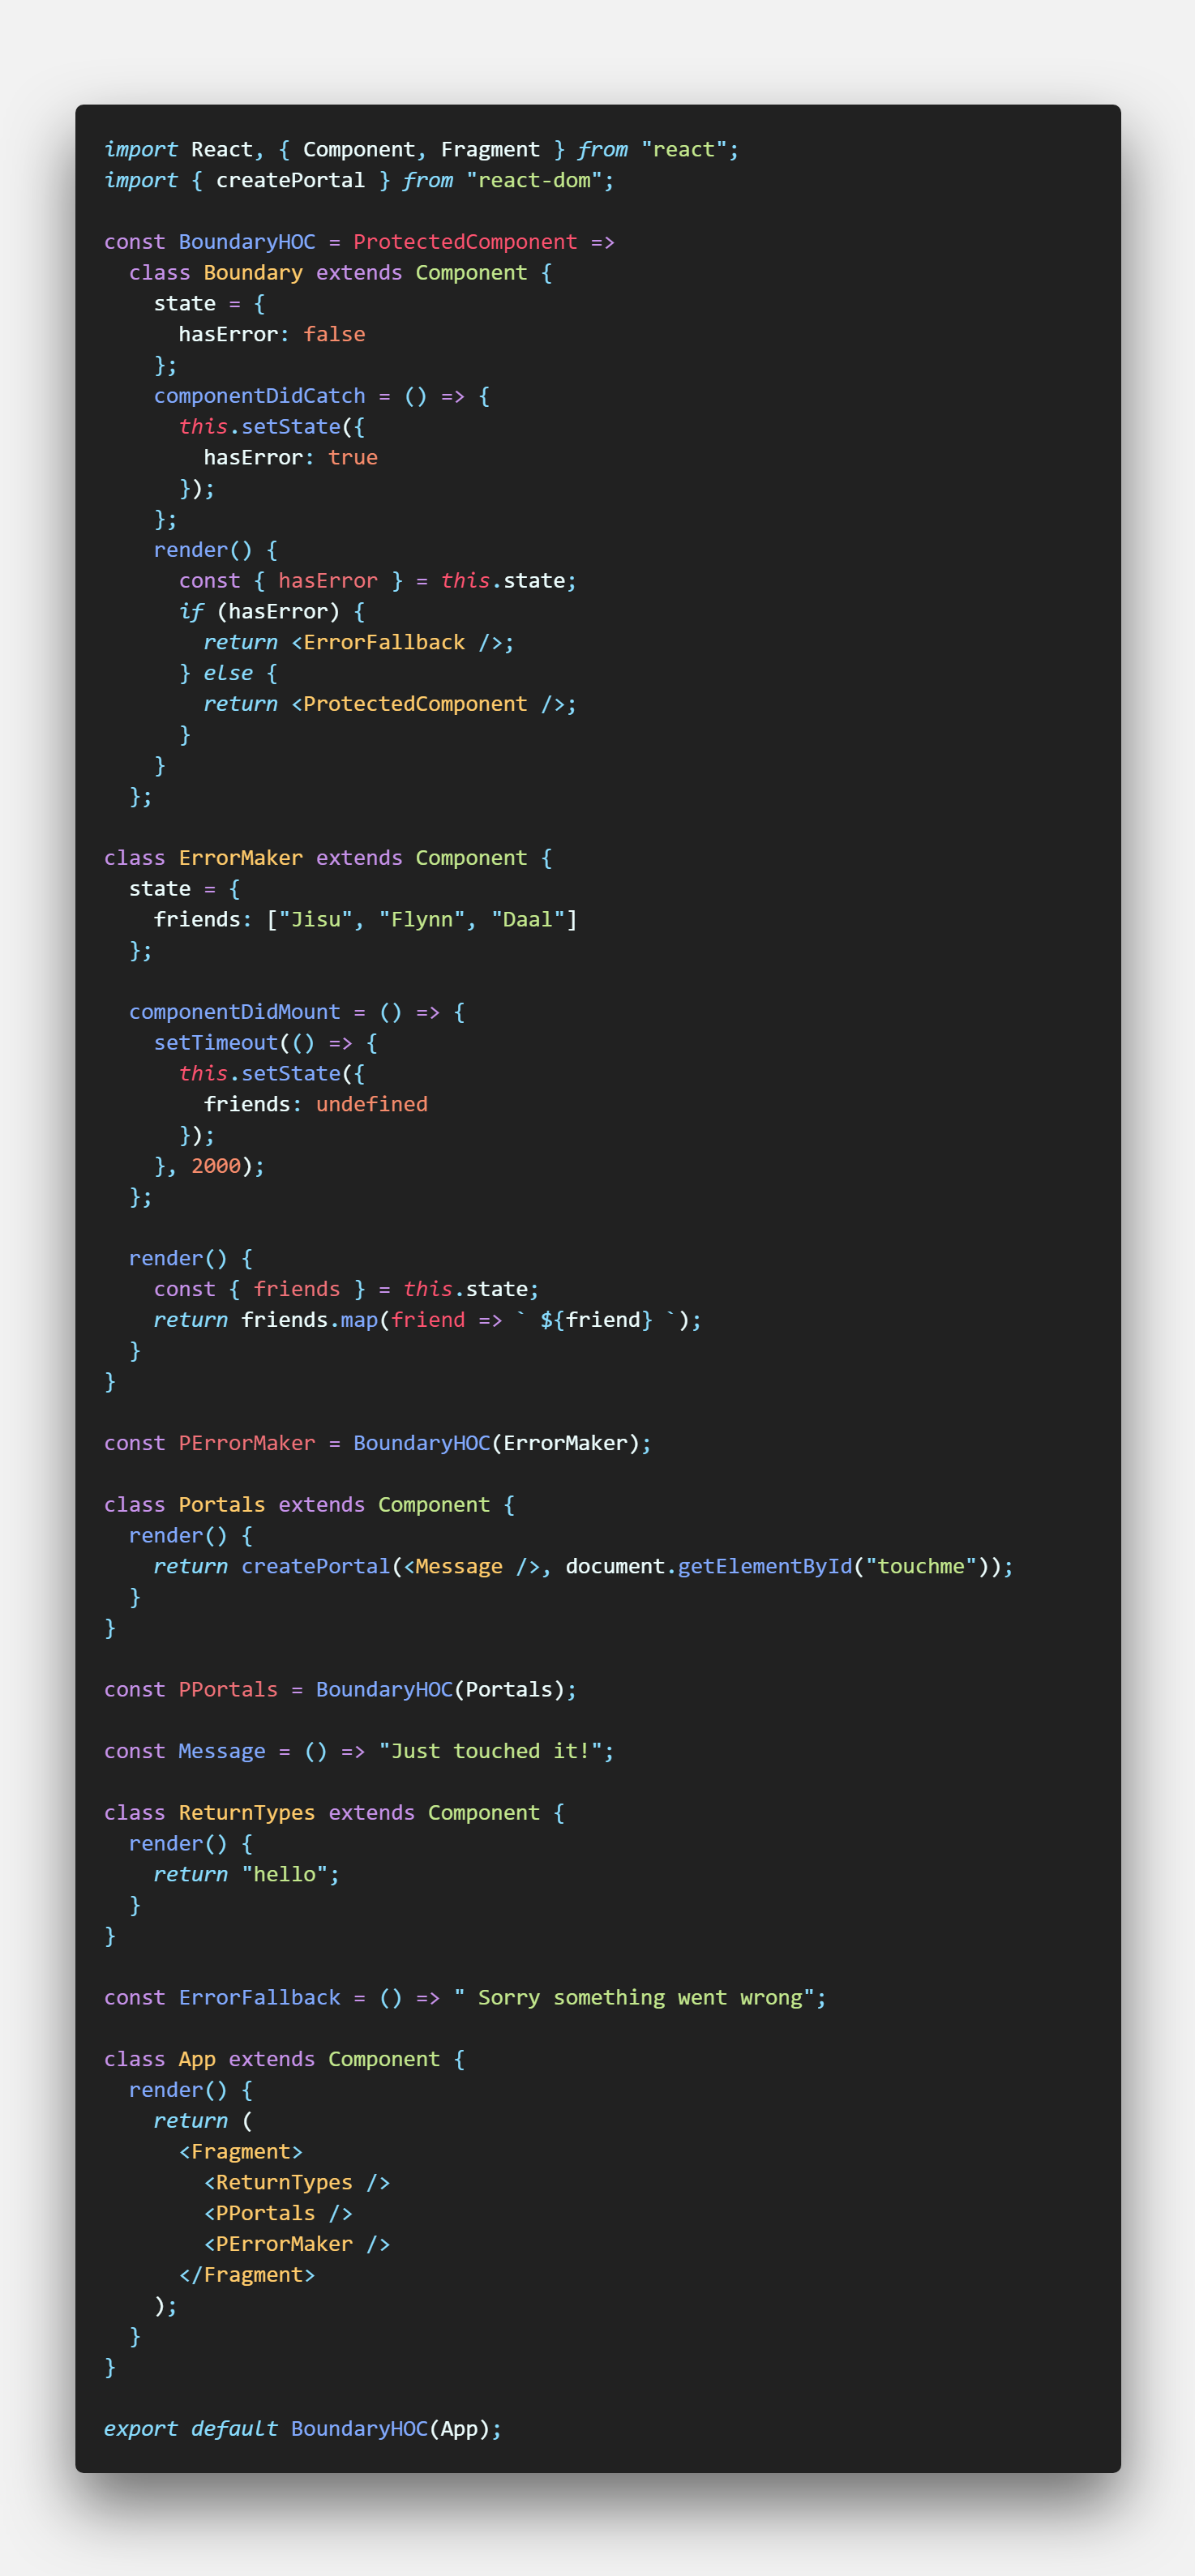 import React, { Component, Fragment } from "react";
import { createPortal } from "react-dom";

const BoundaryHOC = ProtectedComponent =>
  class Boundary extends Component {
    state = {
      hasError: false
    };
    componentDidCatch = () => {
      this.setState({
        hasError: true
      });
    };
    render() {
      const { hasError } = this.state;
      if (hasError) {
        return <ErrorFallback />;
      } else {
        return <ProtectedComponent />;
      }
    }
  };

class ErrorMaker extends Component {
  state = {
    friends: ["Jisu", "Flynn", "Daal"]
  };

  componentDidMount = () => {
    setTimeout(() => {
      this.setState({
        friends: undefined
      });
    }, 2000);
  };

  render() {
    const { friends } = this.state;
    return friends.map(friend => ` ${friend} `);
  }
}

const PErrorMaker = BoundaryHOC(ErrorMaker);

class Portals extends Component {
  render() {
    return createPortal(<Message />, document.getElementById("touchme"));
  }
}

const PPortals = BoundaryHOC(Portals);

const Message = () => "Just touched it!";

class ReturnTypes extends Component {
  render() {
    return "hello";
  }
}

const ErrorFallback = () => " Sorry something went wrong";

class App extends Component {
  render() {
    return (
      <Fragment>
        <ReturnTypes />
        <PPortals />
        <PErrorMaker />
      </Fragment>
    );
  }
}

export default BoundaryHOC(App);